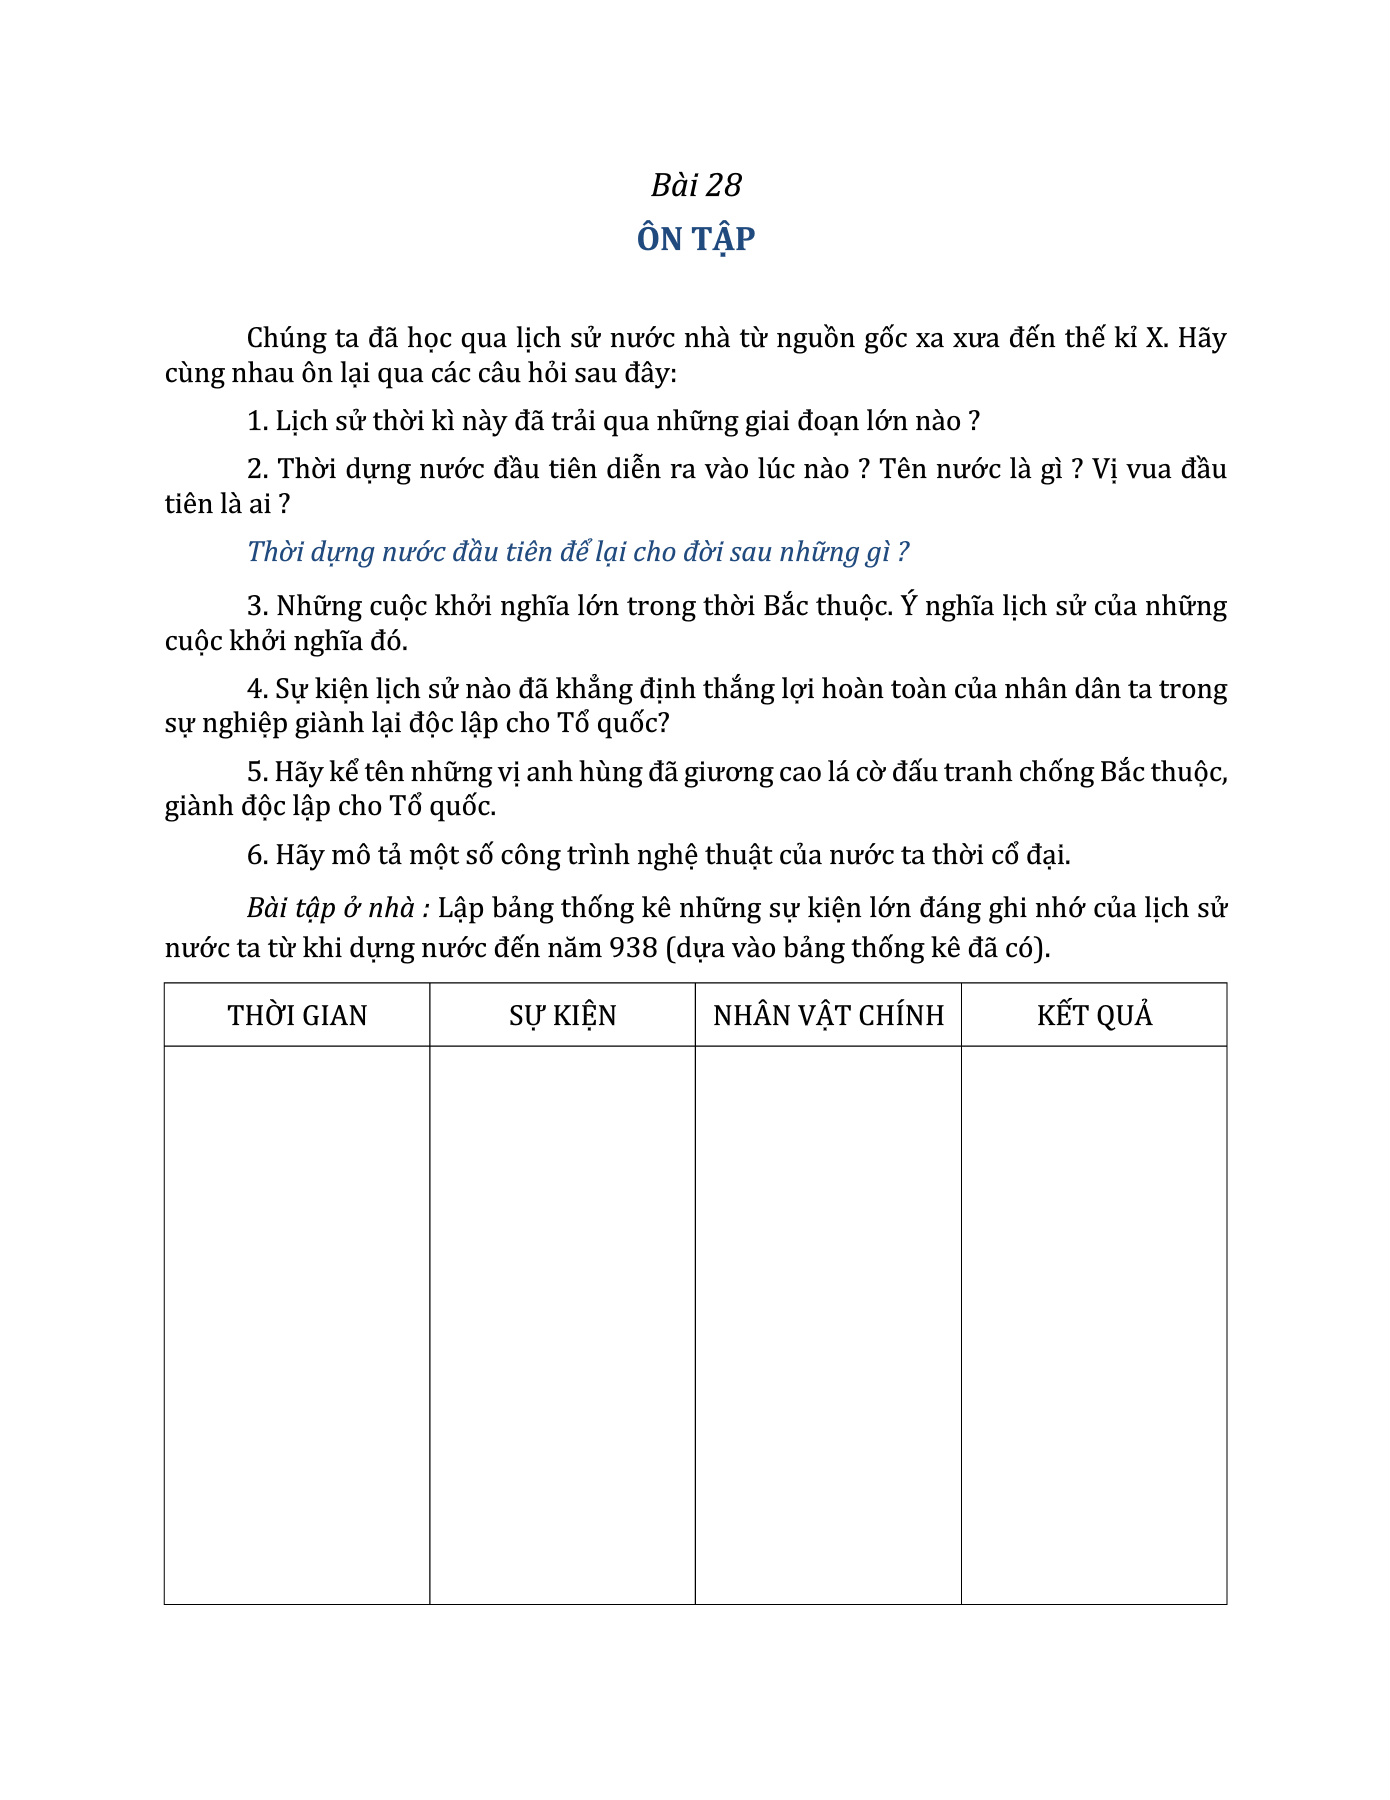 Bài 28
ÔN TẬP
Chúng ta đã học qua lịch sử nước nhà từ nguồn gốc xa xưa đến thế kỉ X. Hãy
cùng nhau ôn lại qua các câu hỏi sau đây:
1. Lịch sử thời kì này đã trải qua những giai đoạn lớn nào ?
2. Thời dựng nước đầu tiên diễn ra vào lúc nào ? Tên nước là gì ? Vị vua đầu
tiên là ai ?
Thời dựng nước đầu tiên để lại cho đời sau những gì ?
3. Những cuộc khởi nghĩa lớn trong thời Bắc thuộc. Ý nghĩa lịch sử của những
cuộc khởi nghĩa đó.
4. Sự kiện lịch sử nào đã khẳng định thắng lợi hoàn toàn của nhân dân ta trong
sự nghiệp giành lại độc lập cho Tổ quốc?
5. Hãy kể tên những vị anh hùng đã giương cao lá cờ đấu tranh chống Bắc thuộc,
giành độc lập cho Tổ quốc.
6. Hãy mô tả một số công trình nghệ thuật của nước ta thời cổ đại.
Bài tập ở nhà : Lập bảng thống kê những sự kiện lớn đáng ghi nhớ của lịch sử
nước ta từ khi dựng nước đến năm 938 (dựa vào bảng thống kê đã có).
THỜI GIAN SỰ KIỆN NHÂN VẬT CHÍNH KẾT QUẢ